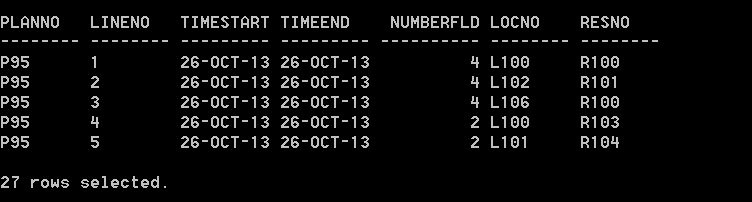 PLANNO   LINENO   TIMESTART TIMEEND    NUMBERFLD LOCNO    RESNO
-------- -------- --------- --------- ---------- -------- --------
P95      1        26-OCT-13 26-OCT-13          4 L100     R100
P95      2        26-OCT-13 26-OCT-13          4 L102     R101
P95      3        26-OCT-13 26-OCT-13          4 L106     R100
P95      4        26-OCT-13 26-OCT-13          2 L100     R103
P95      5        26-OCT-13 26-OCT-13          2 L101     R104
27 rows selected.